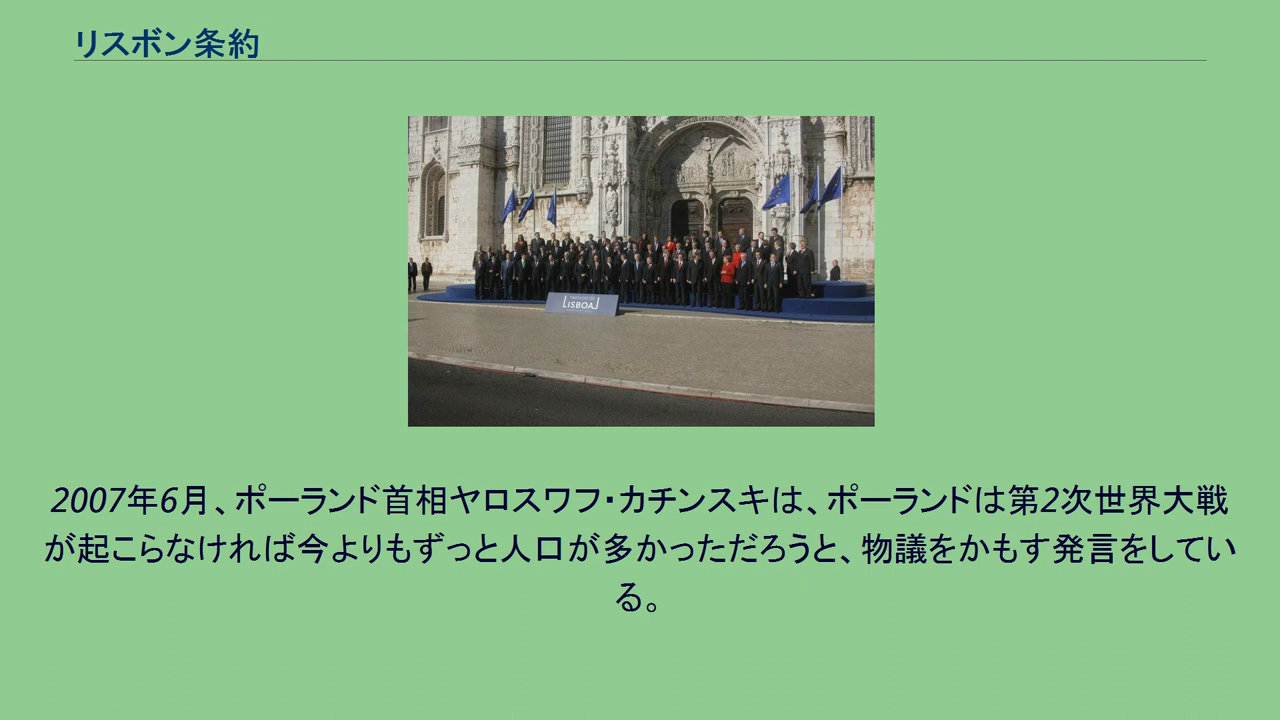 リスボン条約
TRATADO DE
LISBOA
2007年6月、ポーランド首相ヤロスワフ・カチンスキは、ポーランドは第2次世界大戦
が起こらなければ今よりもずっと人口が多かっただろうと、物議をかもす発言をしてい
る。